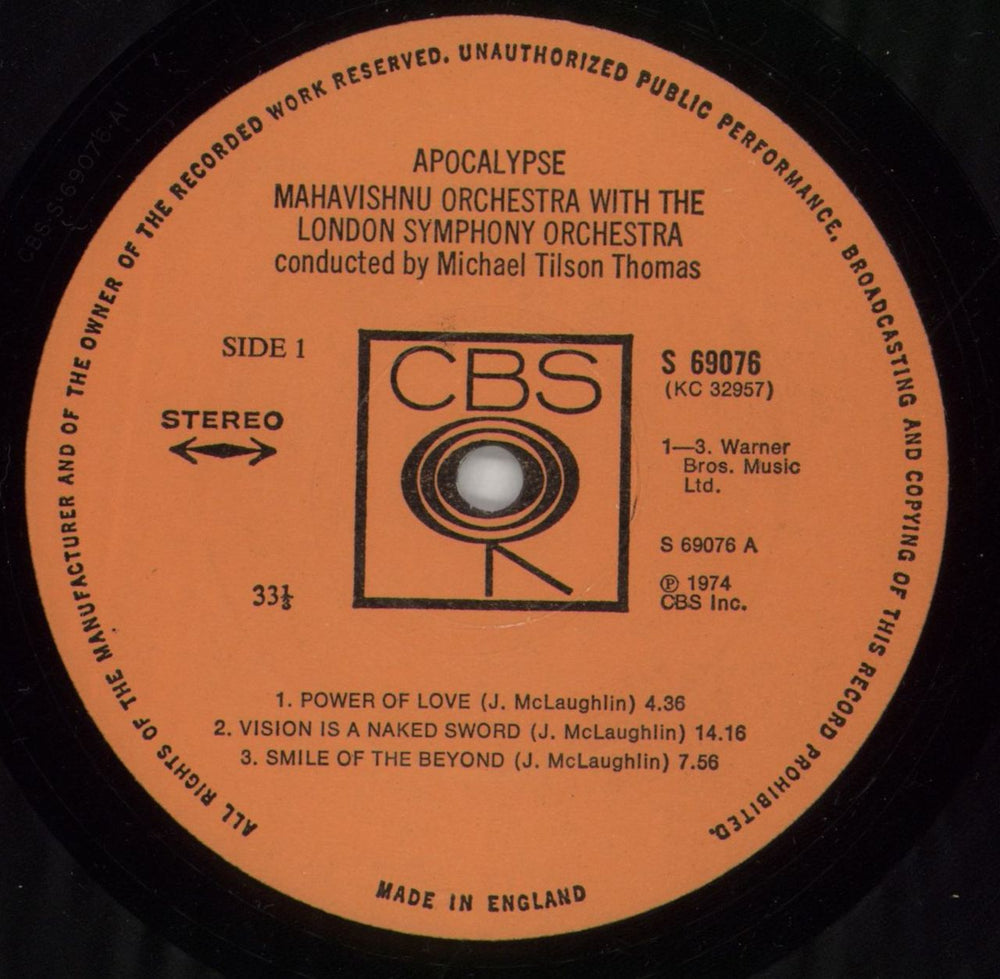 ALL RIGHTS OF THE MANUFACTURER AND OF THE OWNER OF THE RECORDED WORK RESERVED. UNAUTHORIZED PUBLIC PERFORMANCE, BROADCASTING AND COPYING OF THIS RECORD PROHIBITED.
APOCALYPSE
MAHAVISHNU ORCHESTRA WITH THE
LONDON SYMPHONY ORCHESTRA
conducted by Michael Tilson Thomas
SIDE 1
STEREO
33⅓
CBS
S 69076
(KC 32957)
1—3. Warner
Bros. Music
Ltd.
S 69076 A
℗ 1974
CBS Inc.
1. POWER OF LOVE (J. McLaughlin) 4.36
2. VISION IS A NAKED SWORD (J. McLaughlin) 14.16
3. SMILE OF THE BEYOND (J. McLaughlin) 7.56
MADE IN ENGLAND